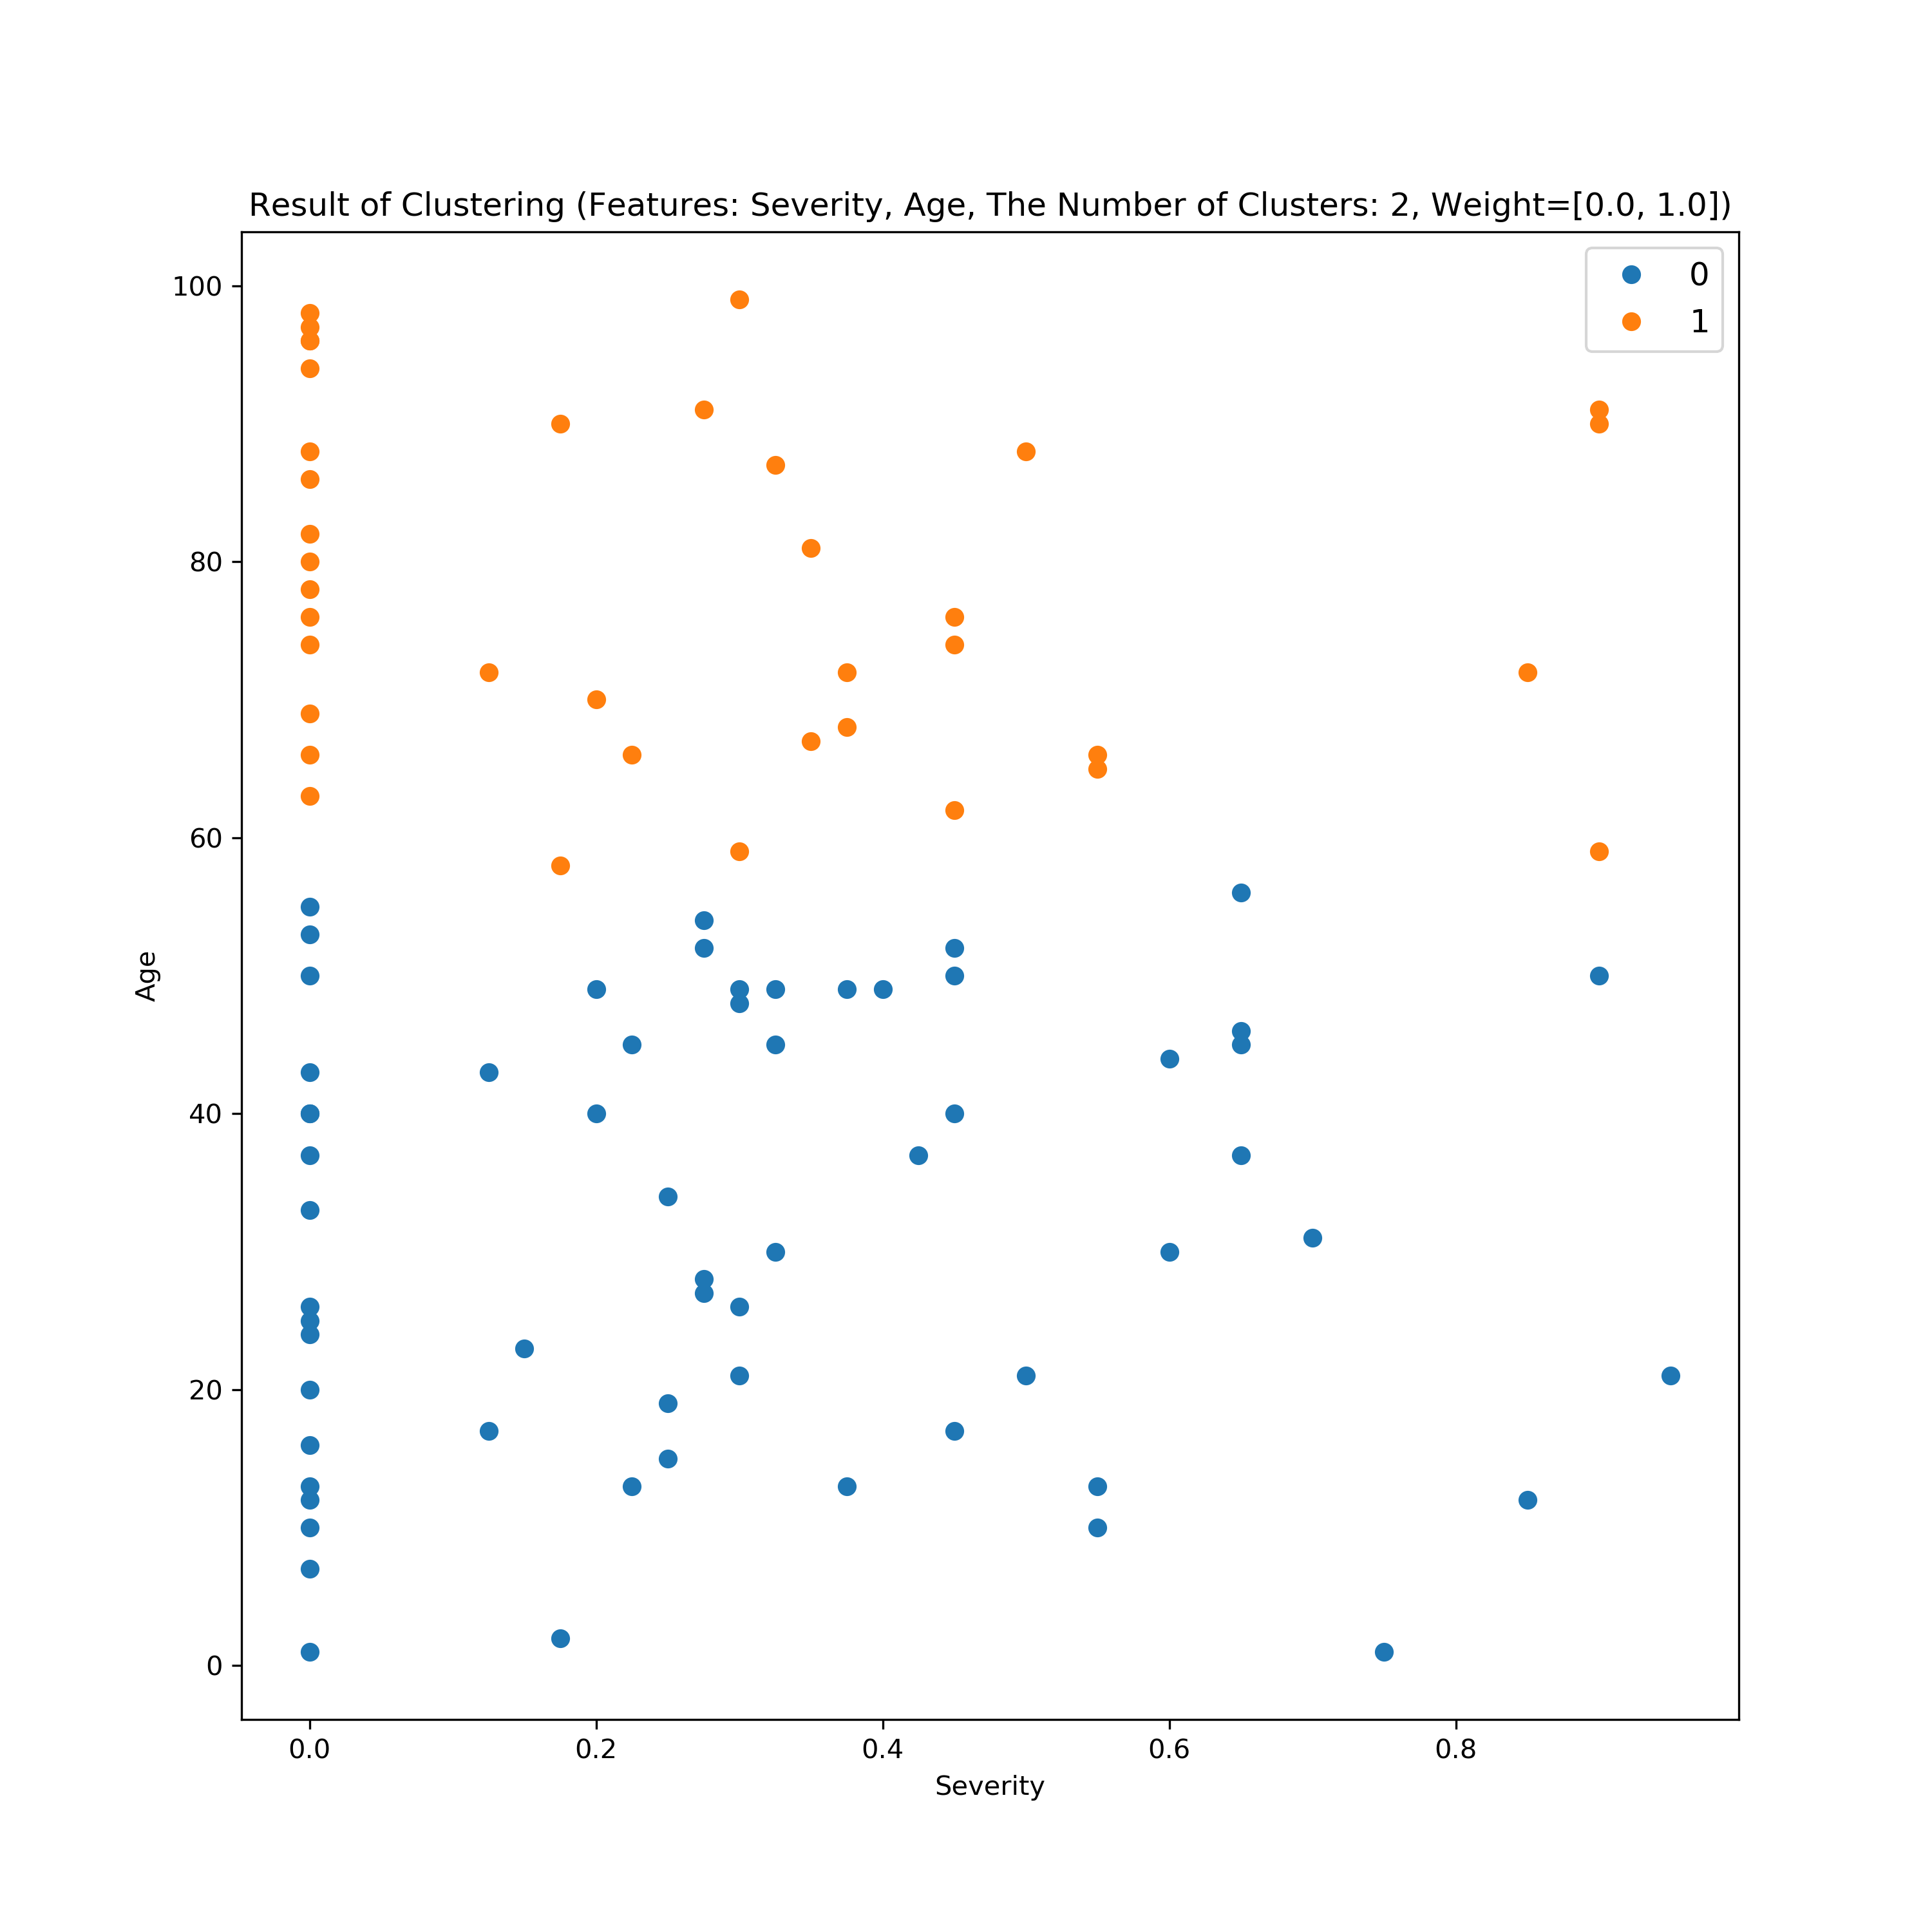 Result of Clustering (Features: Severity, Age, The Number of Clusters: 2, Weight=[0.0, 1.0])
0
1
100
80
60
40
20
0
Age
0.0 0.2 0.4 0.6 0.8
Severity